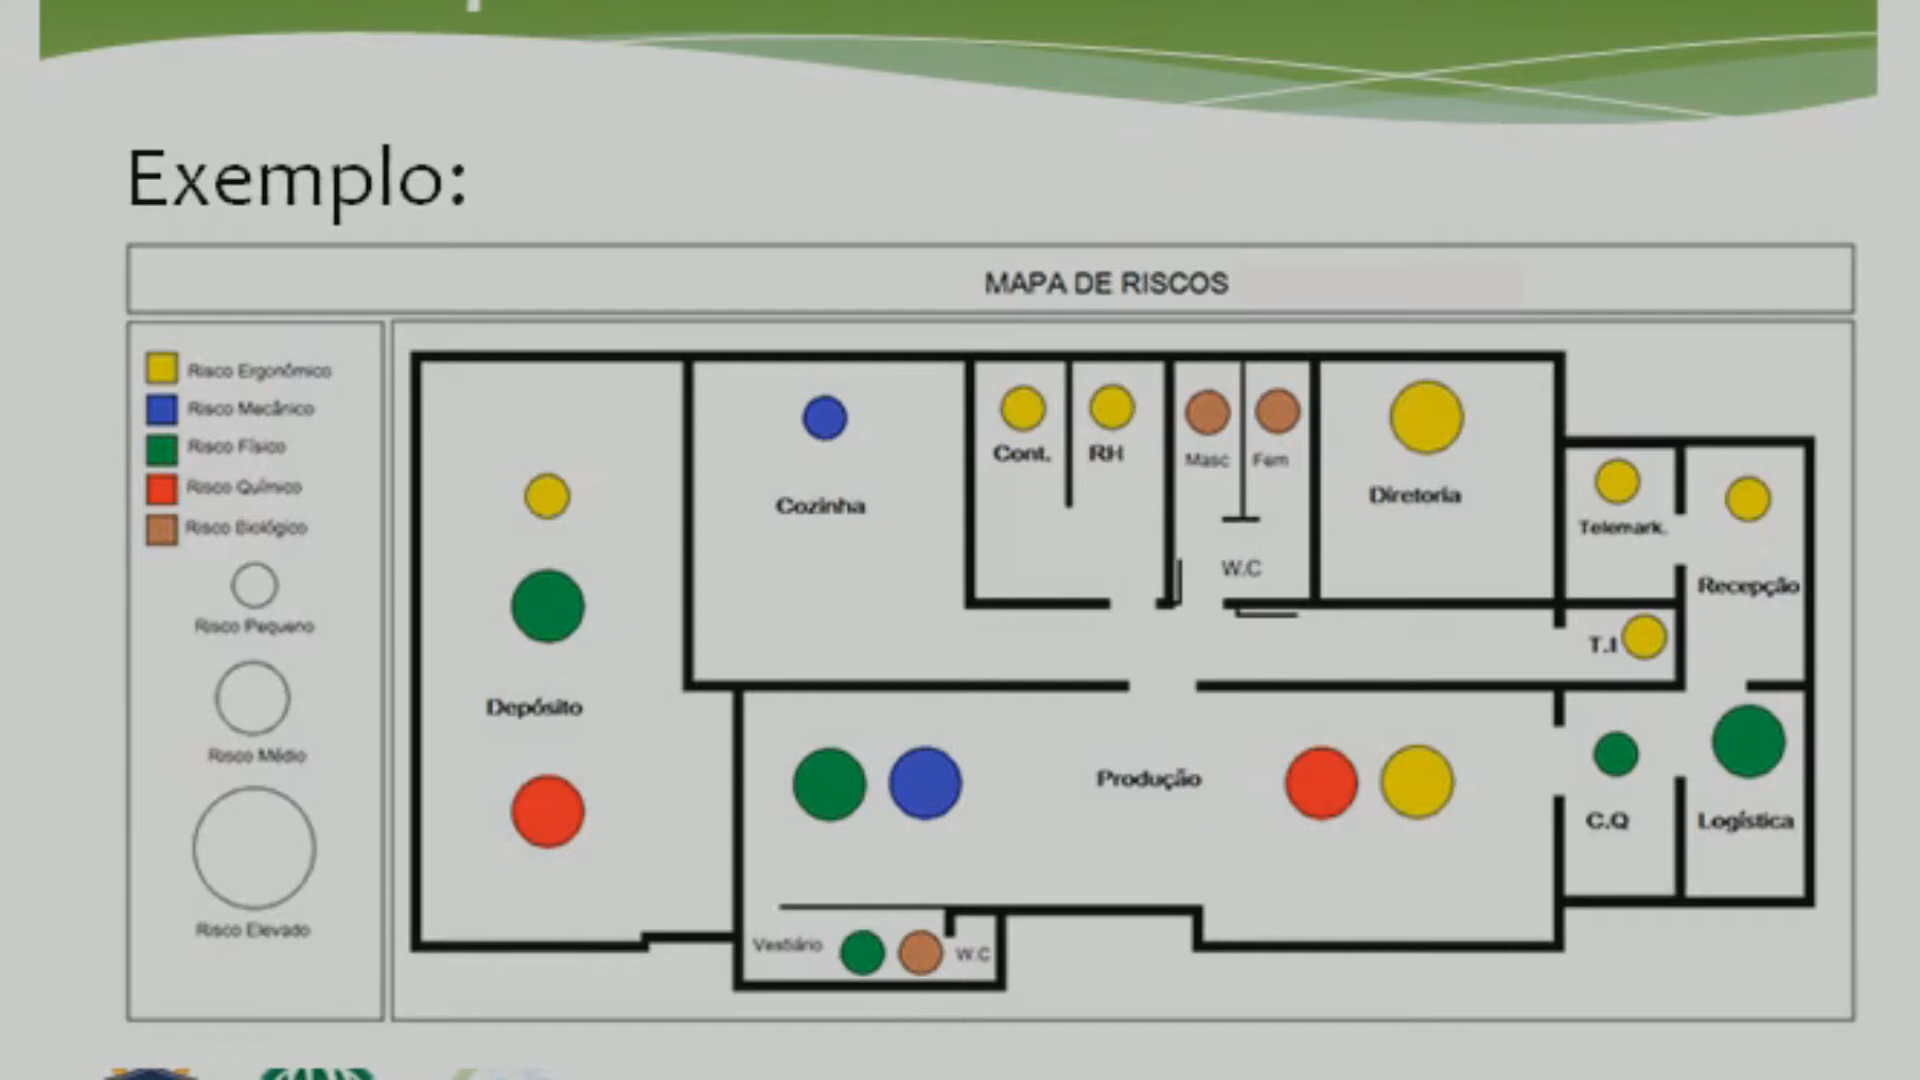 Exemplo:
MAPA DE RISCOS
Risco Ergonômico
Risco Mecânico
Risco Físico
Risco Químico
Risco Biológico
Risco Pequeno
Risco Médio
Risco Elevado
Depósito
Cozinha
Cont.
RH
Masc
Fem
W.C
Diretoria
Telemark.
Recepção
T.I
Produção
C.Q
Logística
Vestiário
W.C